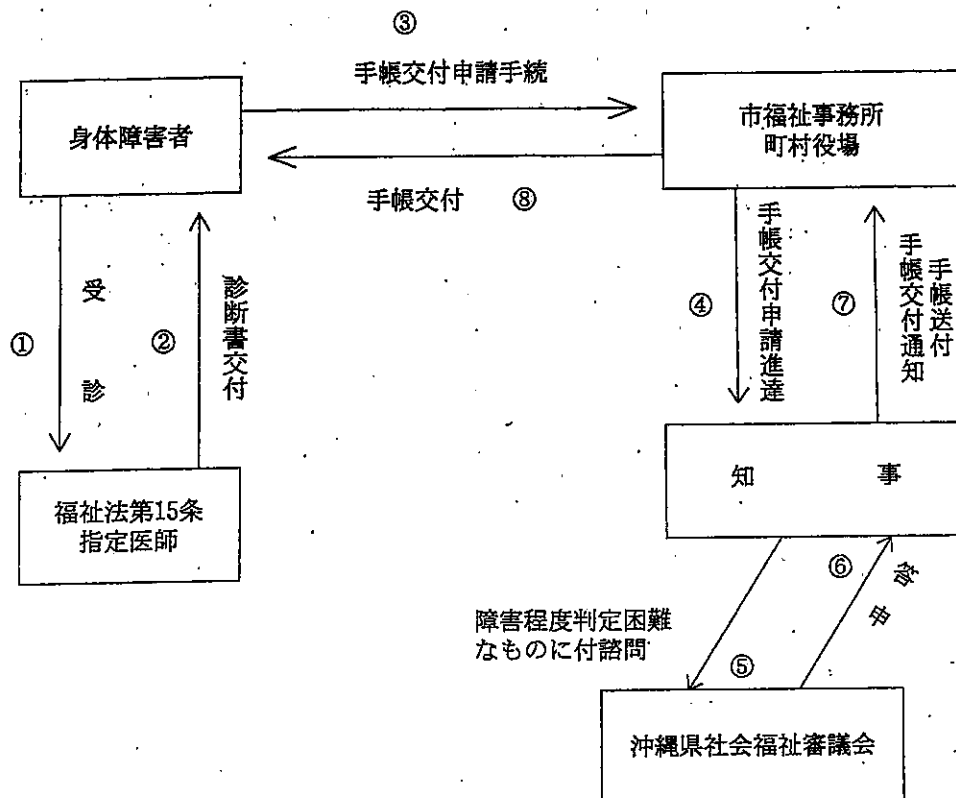 ③
手帳交付申請手続
身体障害者
市福祉事務所
町村役場
手帳交付 ⑧
①
受診
②
診断書交付
④
手帳交付申請進達
⑦
手帳送付
手帳交付通知
福祉法第15条
指定医師
知事
⑥
答申
障害程度判定困難
なものに付諮問
⑤
沖縄県社会福祉審議会